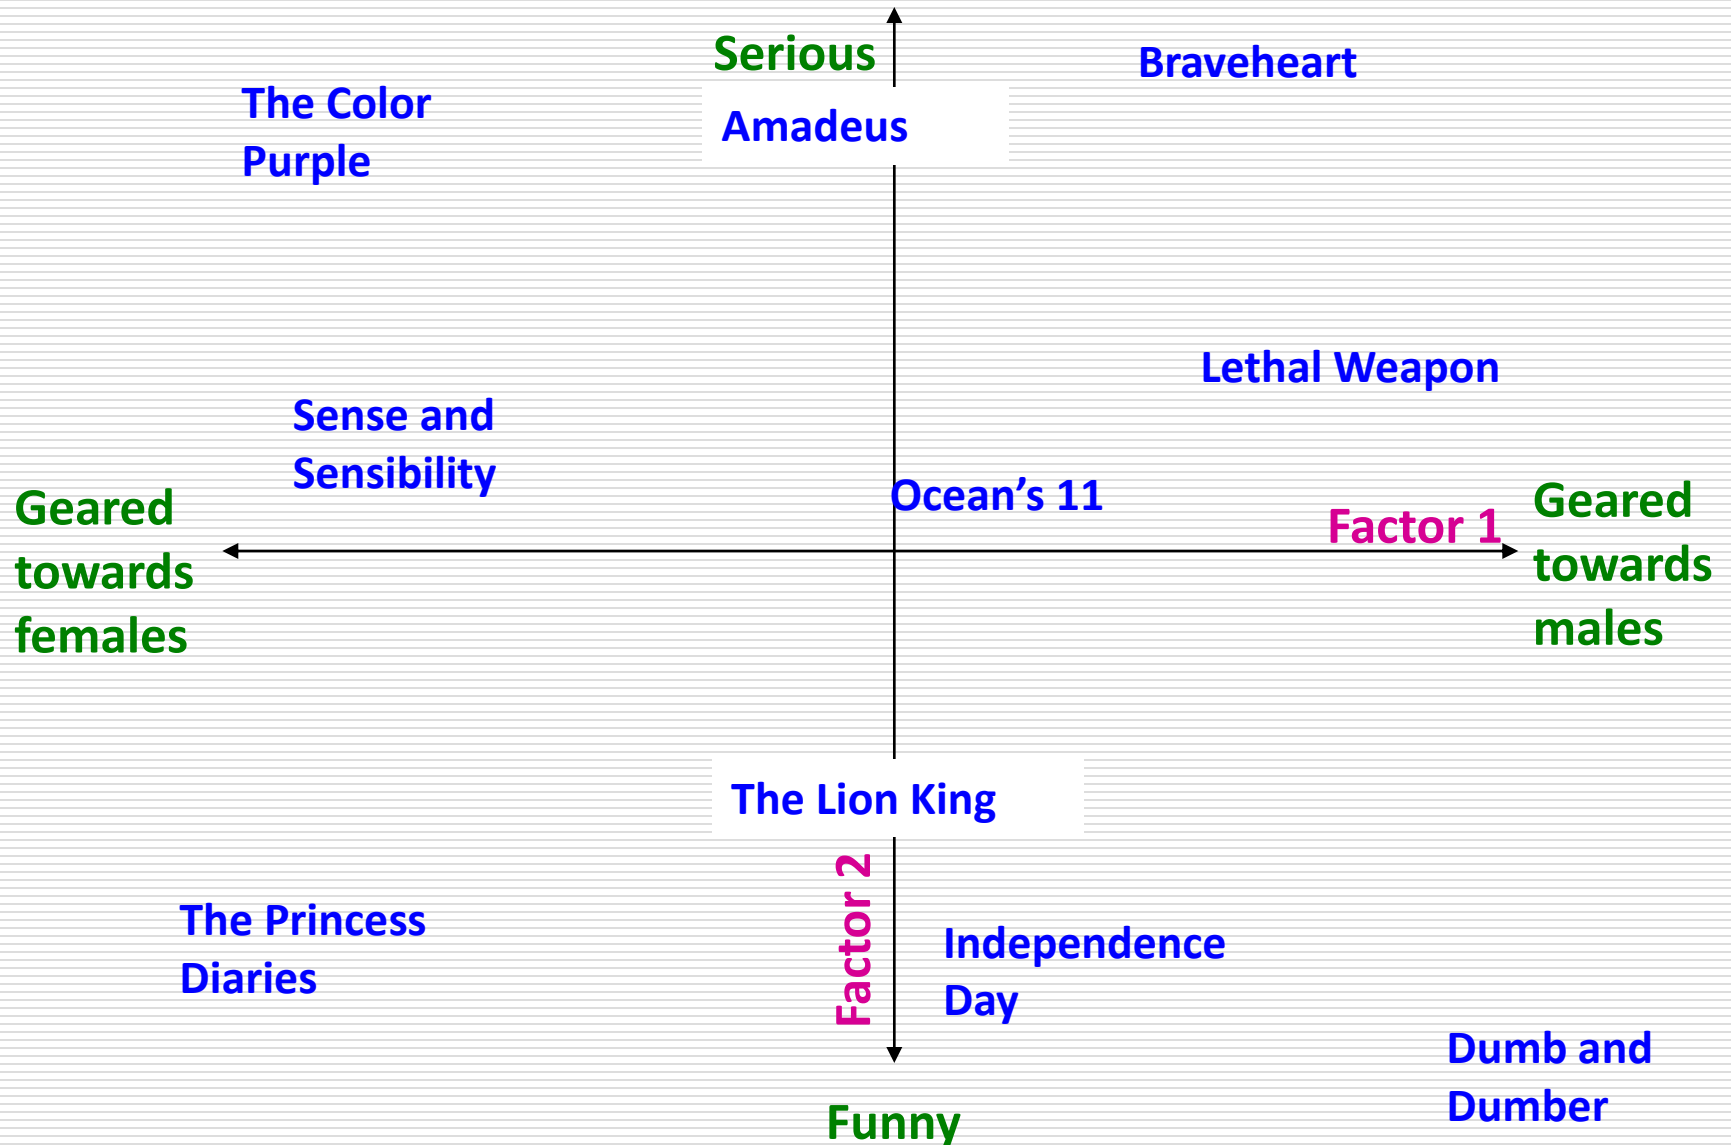 Serious
Braveheart
The Color
Purple
Amadeus
Lethal Weapon
Sense and
Sensibility
Ocean’s 11
Geared
towards
females
Factor 1
Geared
towards
males
The Lion King
Factor 2
The Princess
Diaries
Independence
Day
Dumb and
Dumber
Funny